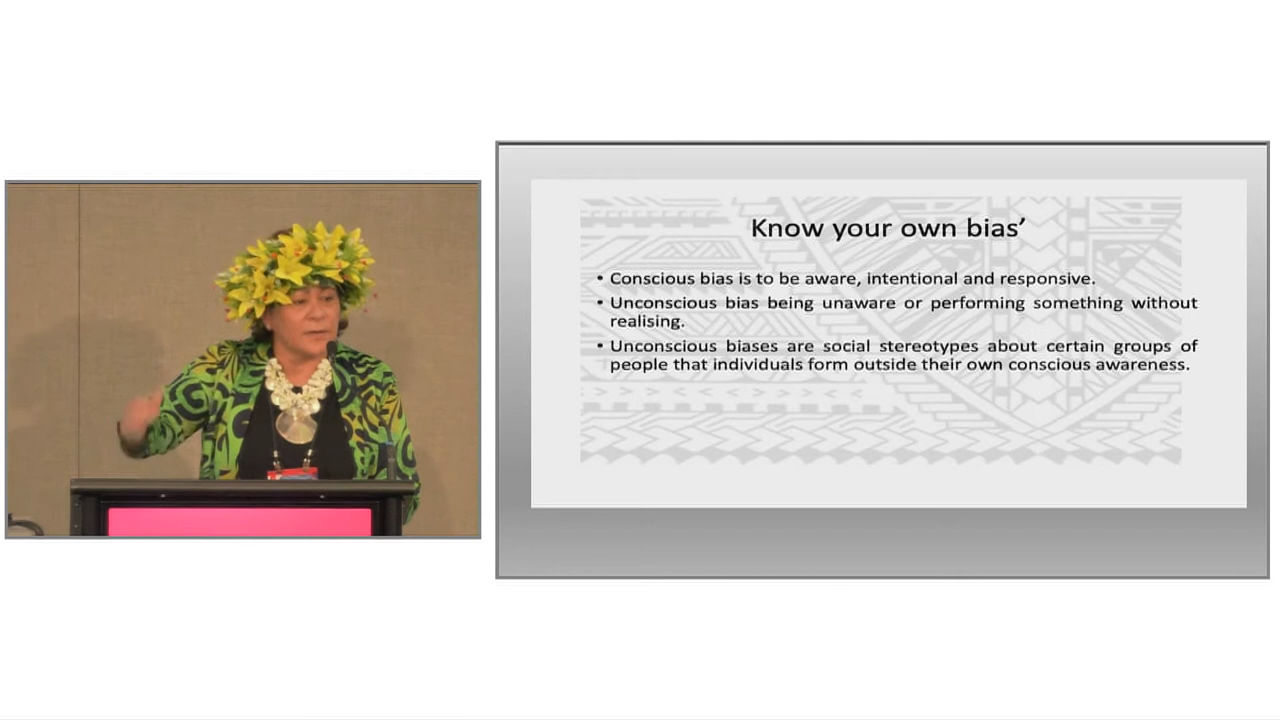 Know your own bias’
• Conscious bias is to be aware, intentional and responsive.
• Unconscious bias being unaware or performing something without
realising.
• Unconscious biases are social stereotypes about certain groups of
people that individuals form outside their own conscious awareness.